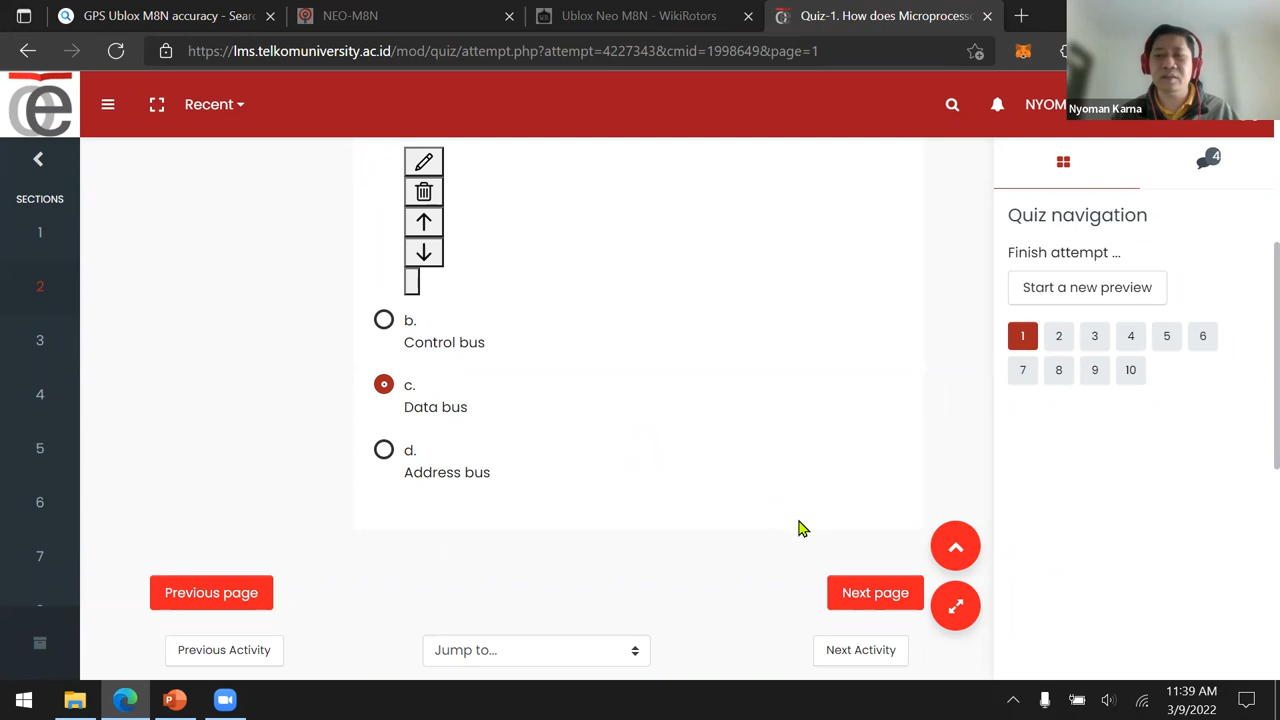 GPS Ublox M8N accuracy - Sear
NEO-M8N
Ublox Neo M8N - WikiRotors
Quiz-1. How does Microprocess
https://lms.telkomuniversity.ac.id/mod/quiz/attempt.php?attempt=4227343&cmid=1998649&page=1
Nyoman Karna
Recent
NYOM
SECTIONS
1
2
3
4
5
6
7
b.
Control bus
c.
Data bus
d.
Address bus
4
Quiz navigation
Finish attempt ...
Start a new preview
1 2 3 4 5 6
7 8 9 10
Previous page
Next page
Previous Activity
Jump to...
Next Activity
11:39 AM
3/9/2022